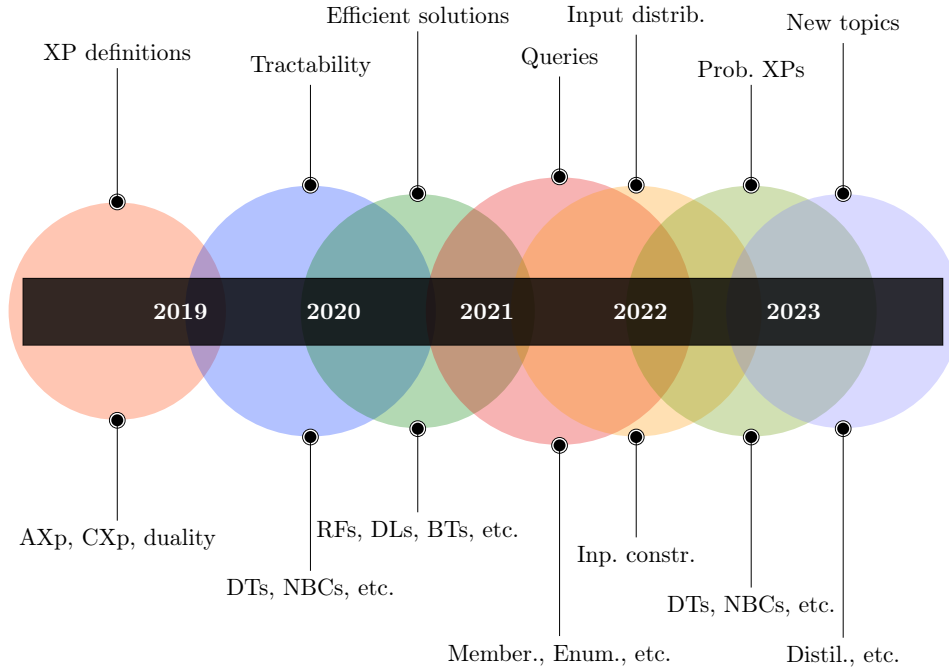 Efficient solutions
Input distrib.
New topics
XP definitions
Queries
Tractability
Prob. XPs
2019
2020
2021
2022
2023
AXp, CXp, duality
RFs, DLs, BTs, etc.
Inp. constr.
DTs, NBCs, etc.
DTs, NBCs, etc.
Member., Enum., etc.
Distil., etc.